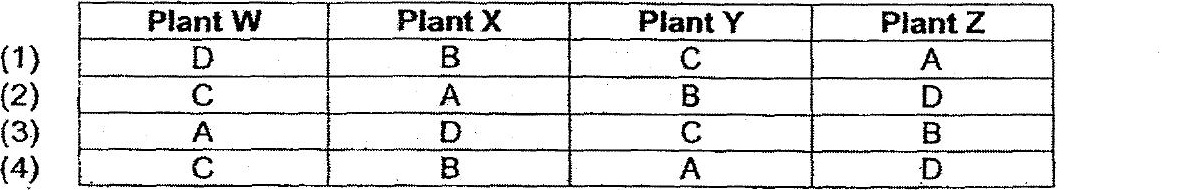 Plant W Plant X Plant Y Plant Z
(1) D B C A
(2) C A B D
(3) A D C B
(4) C B A D